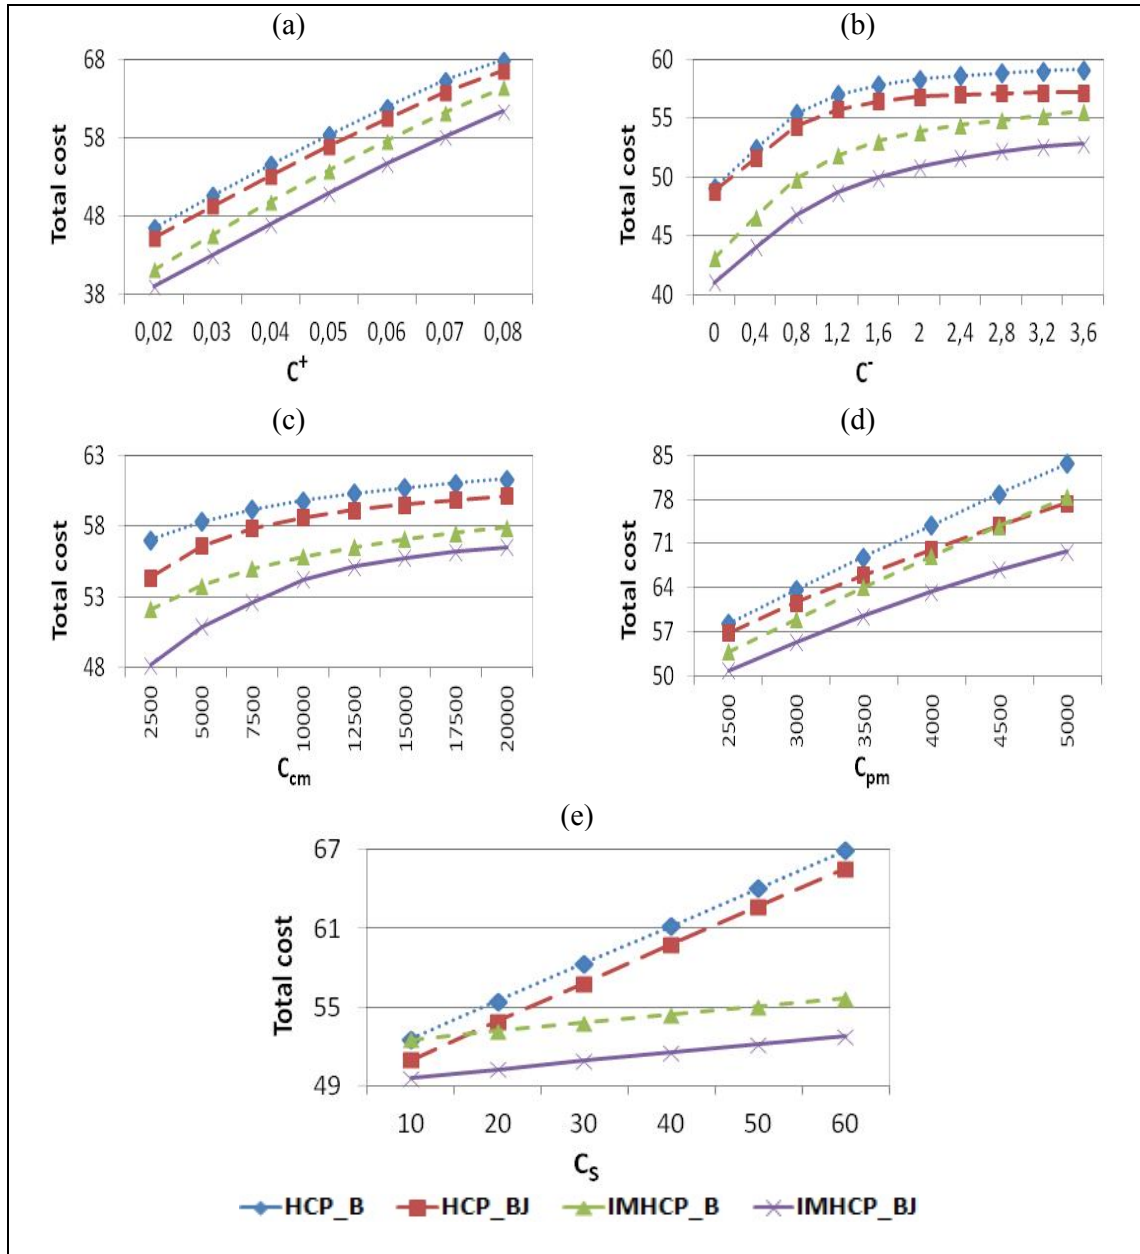 (a)
68
58
48
38
Total cost
0,02 0,03 0,04 0,05 0,06 0,07 0,08
C+
(b)
60
55
50
45
40
Total cost
0 0,4 0,8 1,2 1,6 2 2,4 2,8 3,2 3,6
C-
(c)
63
58
53
48
Total cost
2500 5000 7500 10000 12500 15000 17500 20000
Ccm
(d)
85
78
71
64
57
50
Total cost
2500 3000 3500 4000 4500 5000
Cpm
(e)
67
61
55
49
Total cost
10 20 30 40 50 60
CS
HCP_B HCP_BJ IMHCP_B IMHCP_BJ